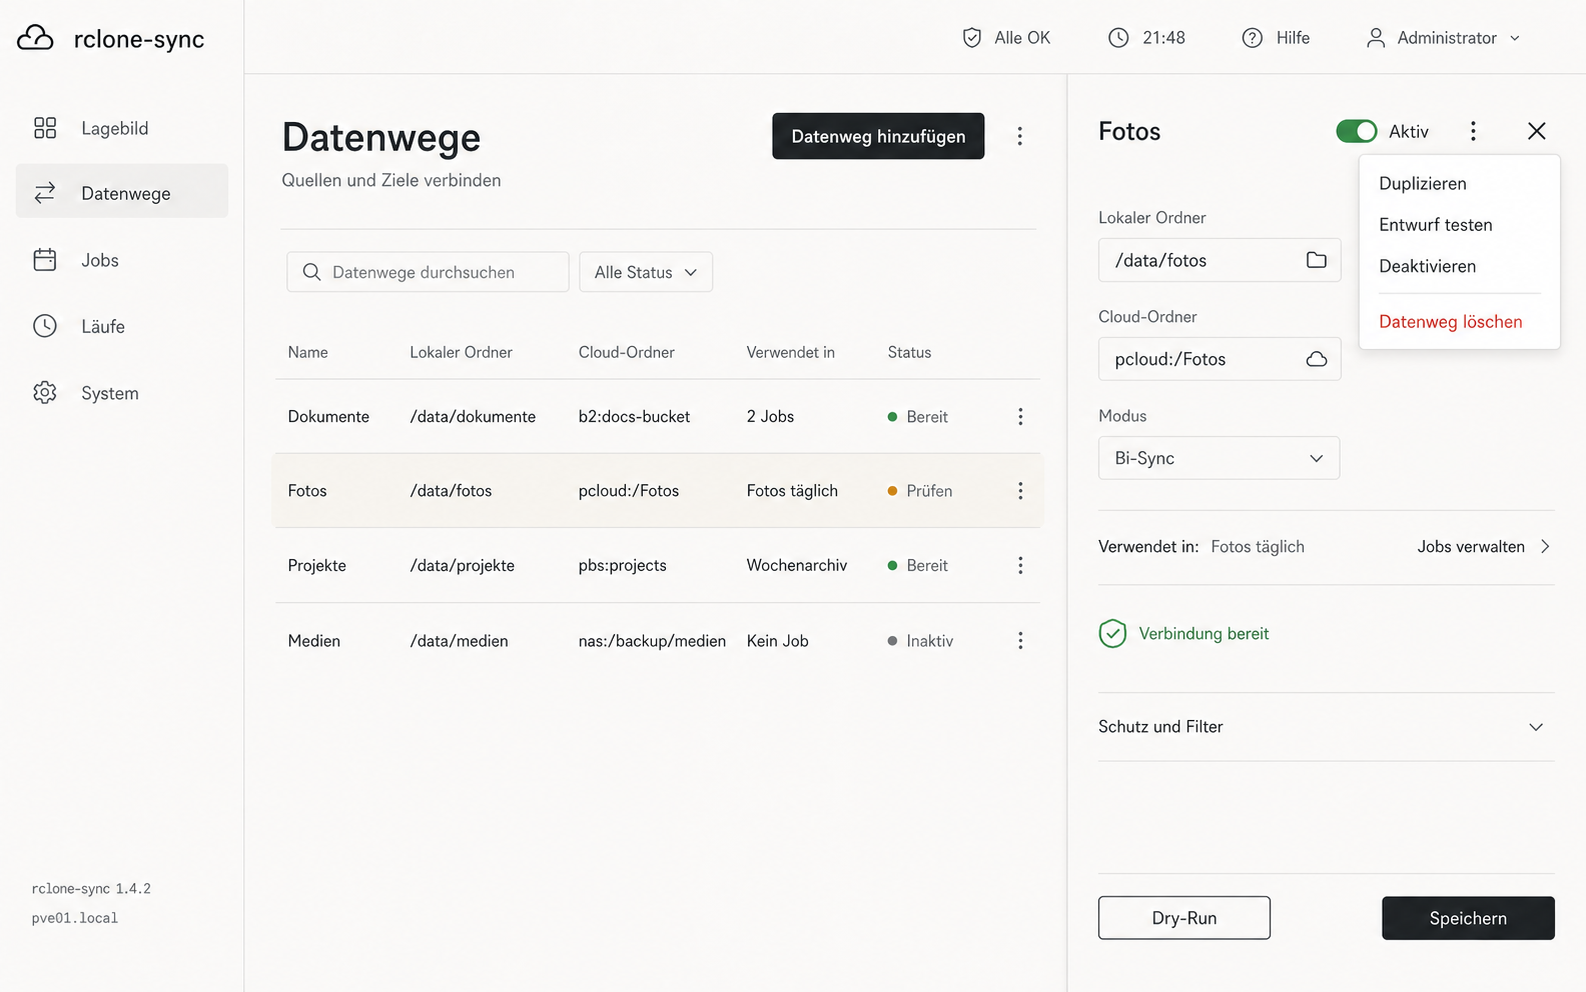 rclone-sync
Alle OK
21:48
Hilfe
Administrator
Lagebild
Datenwege
Jobs
Läufe
System
rclone-sync 1.4.2
pve01.local
Datenwege
Quellen und Ziele verbinden
Datenweg hinzufügen
Datenwege durchsuchen
Alle Status
Name Lokaler Ordner Cloud-Ordner Verwendet in Status
Dokumente /data/dokumente b2:docs-bucket 2 Jobs Bereit
Fotos /data/fotos pcloud:/Fotos Fotos täglich Prüfen
Projekte /data/projekte pbs:projects Wochenarchiv Bereit
Medien /data/medien nas:/backup/medien Kein Job Inaktiv
Fotos
Aktiv
Duplizieren
Entwurf testen
Deaktivieren
Datenweg löschen
Lokaler Ordner
/data/fotos
Cloud-Ordner
pcloud:/Fotos
Modus
Bi-Sync
Verwendet in: Fotos täglich
Jobs verwalten
Verbindung bereit
Schutz und Filter
Dry-Run
Speichern